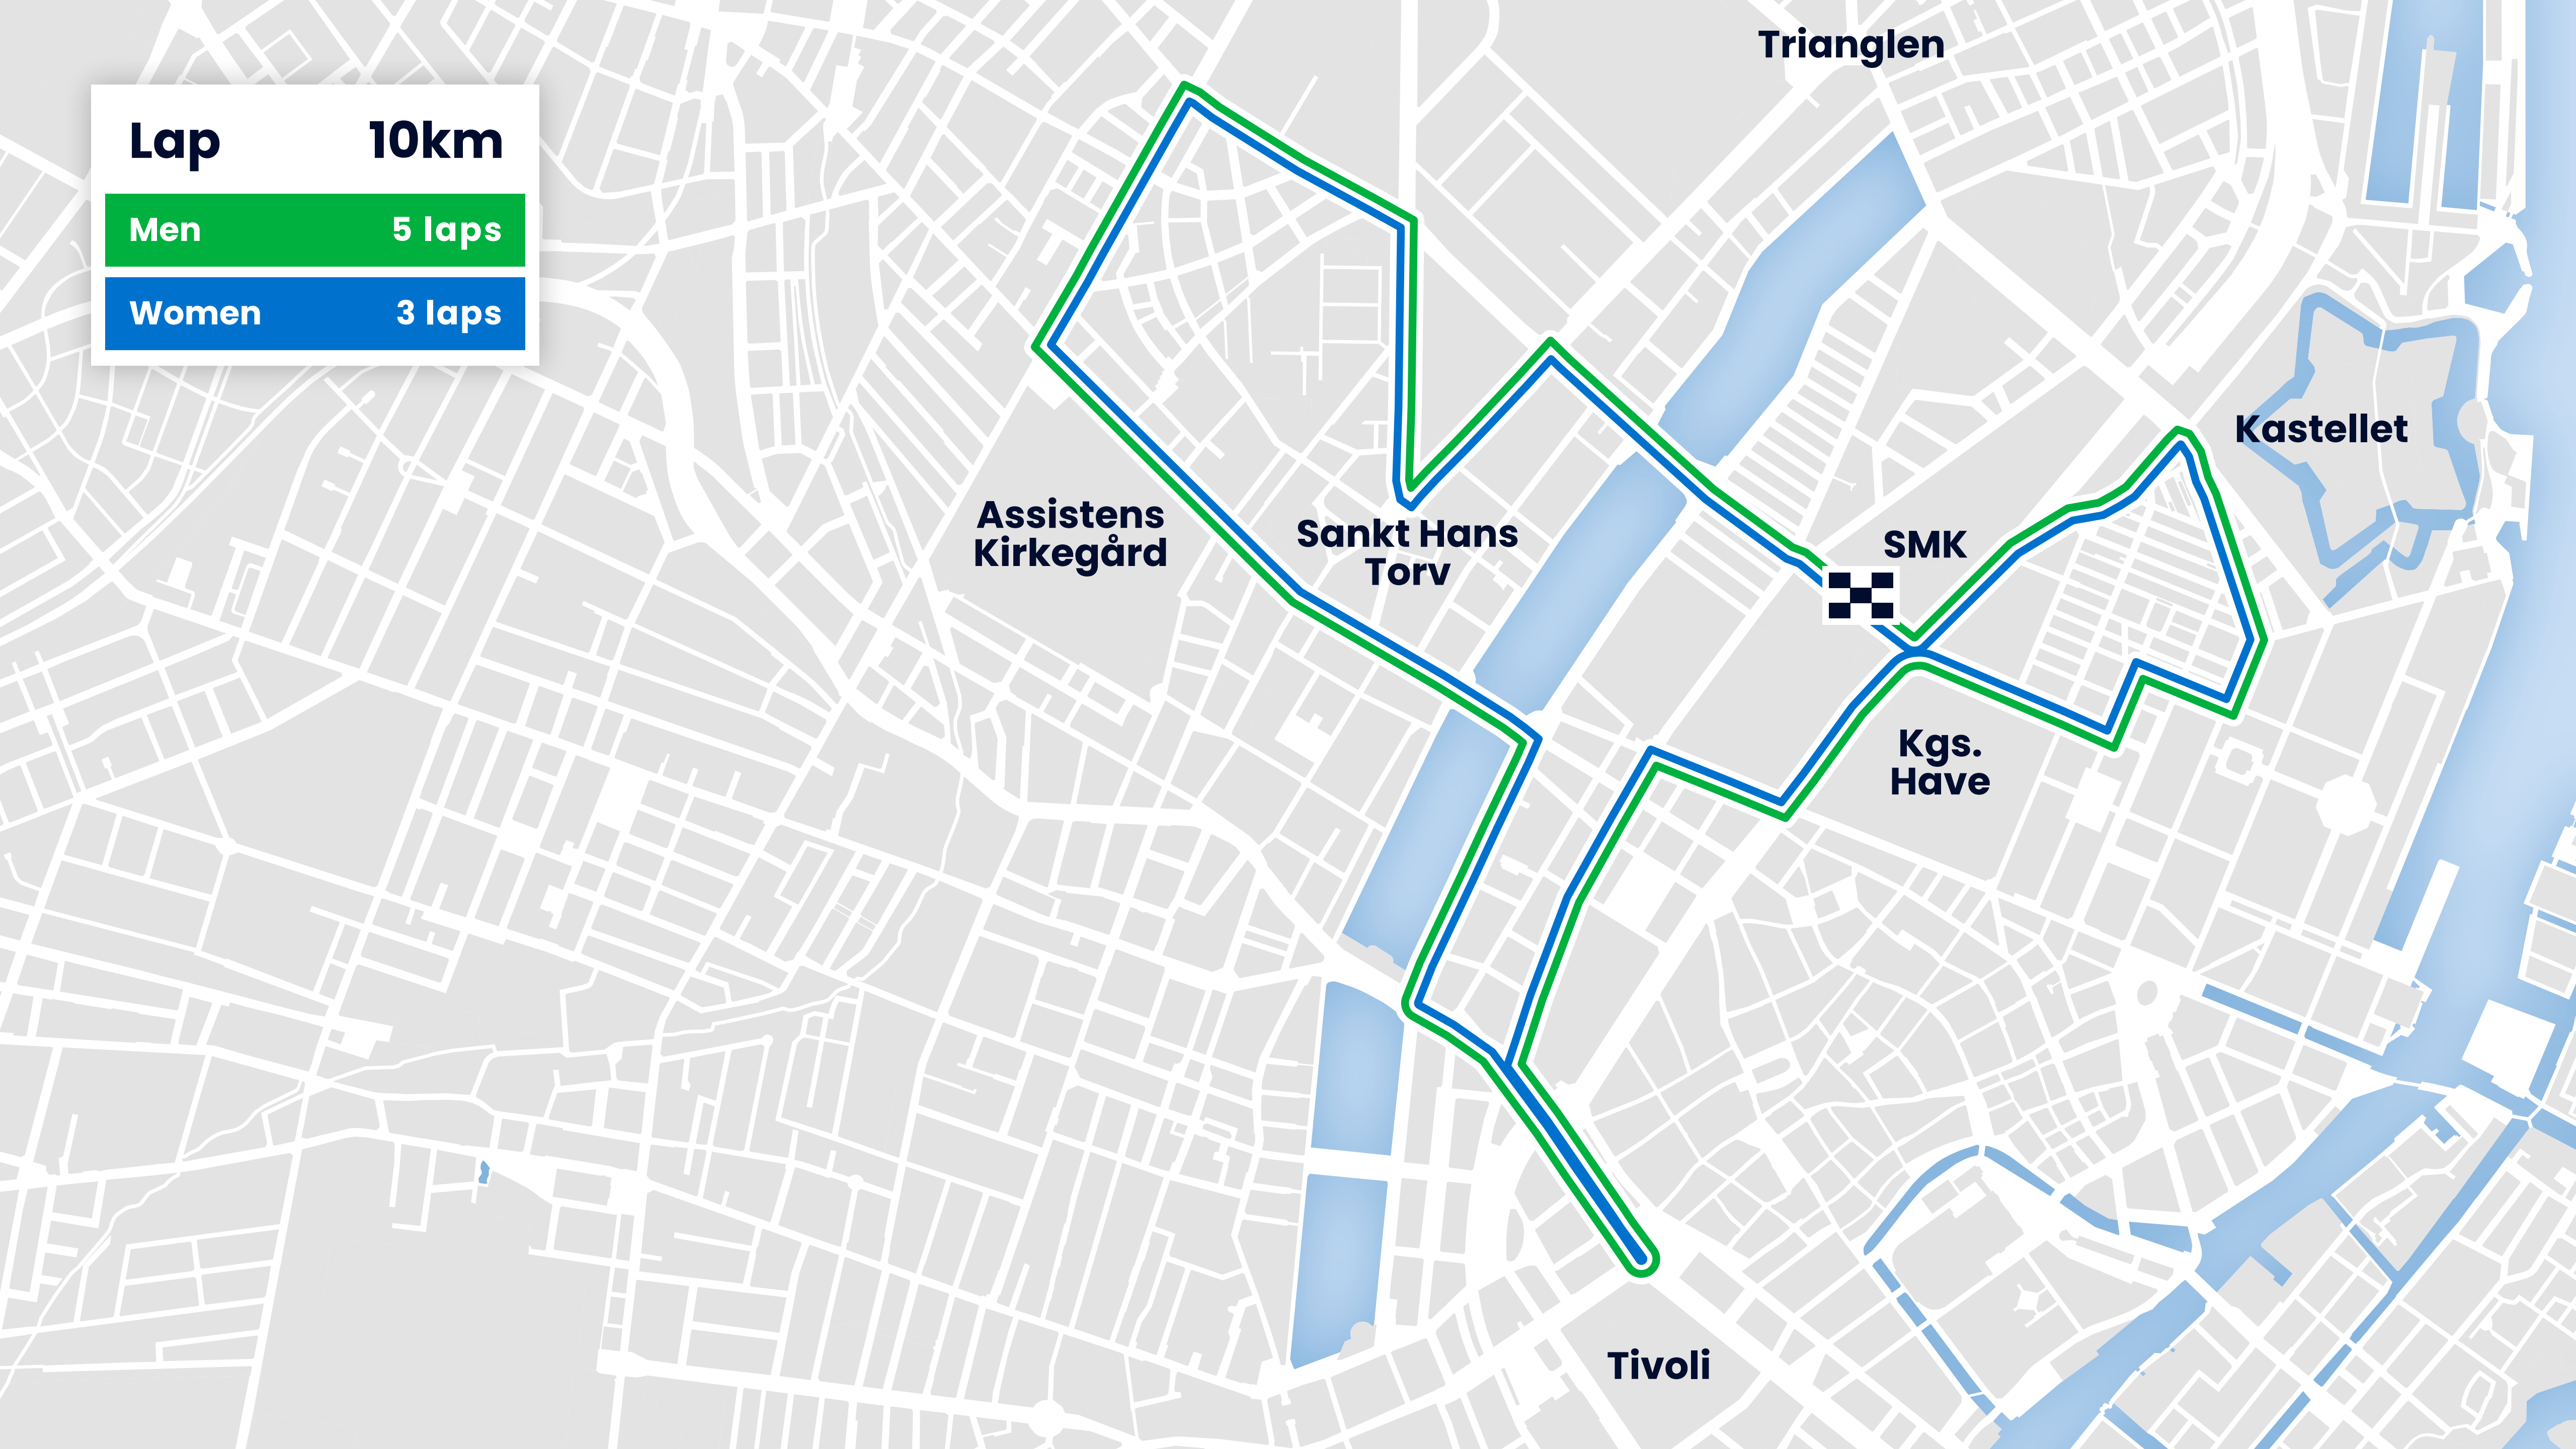 Lap 10km
Men 5 laps
Women 3 laps
Trianglen
Kastellet
Assistens
Kirkegård
Sankt Hans
Torv
SMK
Kgs.
Have
Tivoli